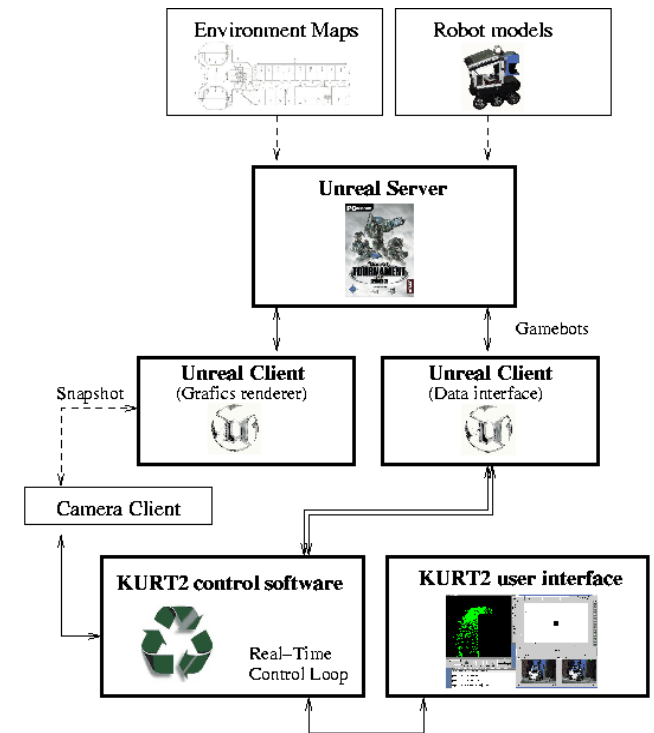 Environment Maps
Robot models
Unreal Server
TOURNAMENT
Gamebots
Unreal Client
(Grafics renderer)
Unreal Client
(Data interface)
Snapshot
Camera Client
KURT2 control software
Real-Time
Control Loop
KURT2 user interface